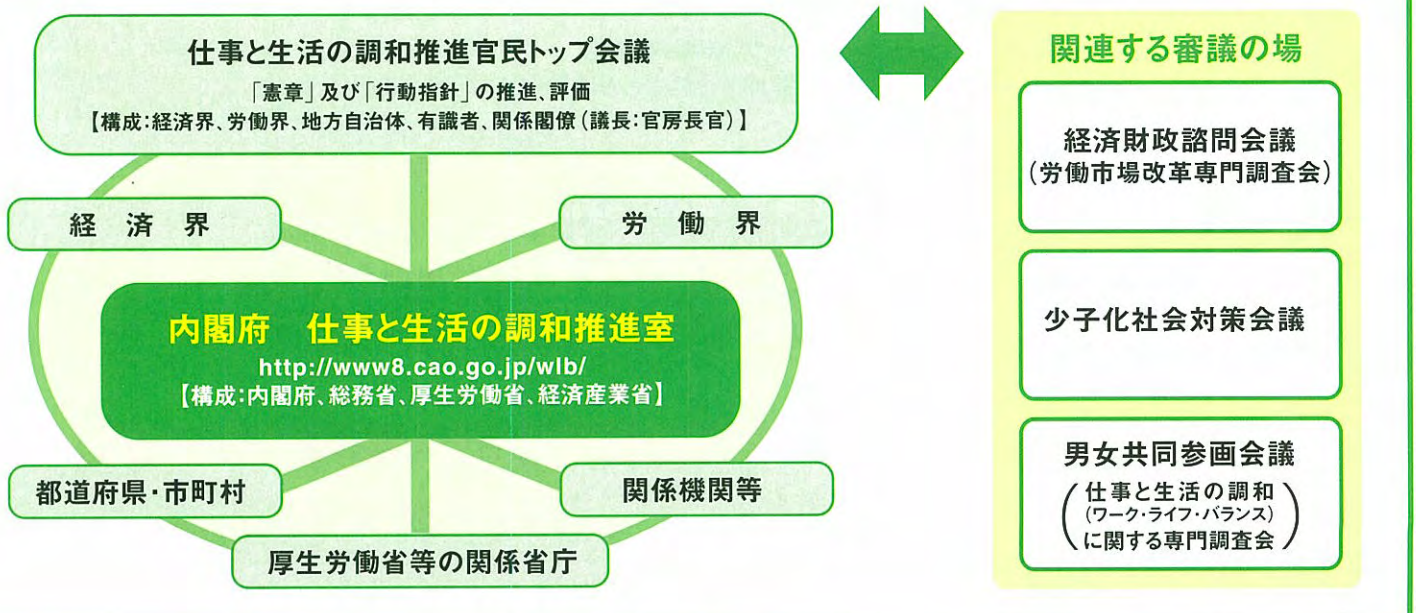 仕事と生活の調和推進官民トップ会議
「憲章」及び「行動指針」の推進、評価
【構成:経済界、労働界、地方自治体、有識者、関係閣僚(議長:官房長官)】
経済界
労働界
内閣府 仕事と生活の調和推進室
http://www8.cao.go.jp/wlb/
【構成:内閣府、総務省、厚生労働省、経済産業省】
都道府県・市町村
関係機関等
厚生労働省等の関係省庁
関連する審議の場
経済財政諮問会議
(労働市場改革専門調査会)
少子化社会対策会議
男女共同参画会議
(仕事と生活の調和
(ワーク・ライフ・バランス)
に関する専門調査会)